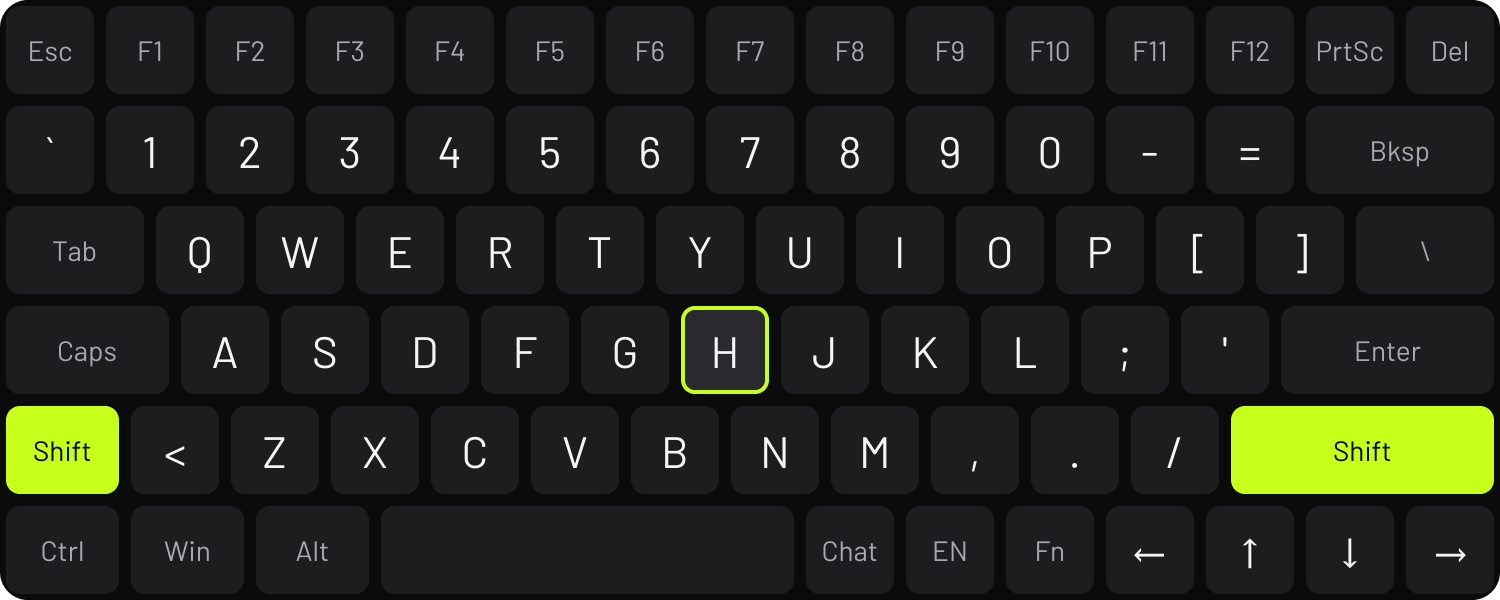 Esc F1 F2 F3 F4 F5 F6 F7 F8 F9 F10 F11 F12 PrtSc Del
` 1 2 3 4 5 6 7 8 9 0 - = Bksp
Tab Q W E R T Y U I O P [ ] \
Caps A S D F G H J K L ; ' Enter
Shift < Z X C V B N M , . / Shift
Ctrl Win Alt Chat EN Fn ← ↑ ↓ →